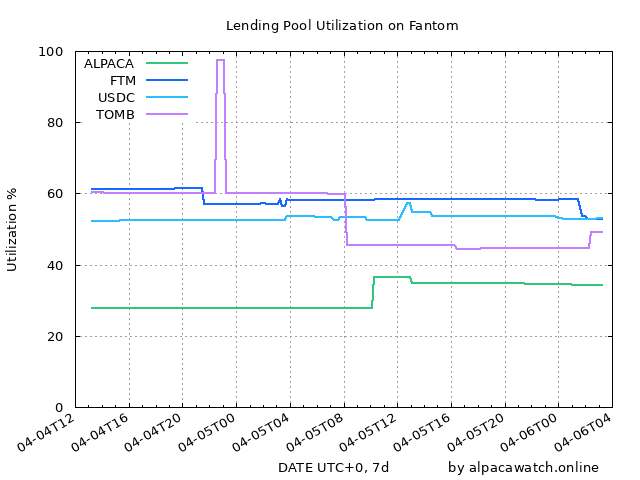 Lending Pool Utilization on Fantom
100
80
60
40
20
0
Utilization %
ALPACA
FTM
USDC
TOMB
04-04T12
04-04T16
04-04T20
04-05T00
04-05T04
04-05T08
04-05T12
04-05T16
04-05T20
04-06T00
04-06T04
DATE UTC+0, 7d
by alpacawatch.online